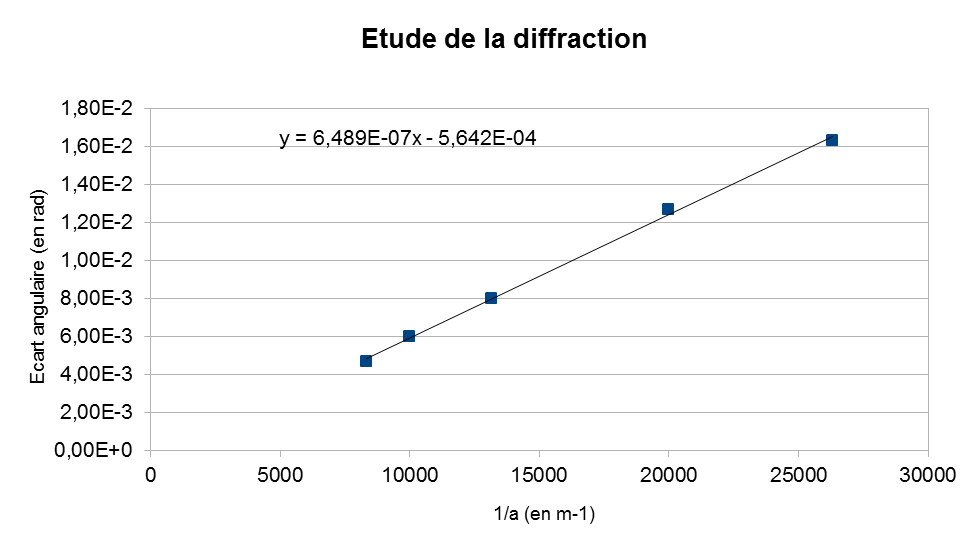 Etude de la diffraction
y = 6,489E-07x - 5,642E-04
Ecart angulaire (en rad)
1,80E-2
1,60E-2
1,40E-2
1,20E-2
1,00E-2
8,00E-3
6,00E-3
4,00E-3
2,00E-3
0,00E+0
0 5000 10000 15000 20000 25000 30000
1/a (en m-1)